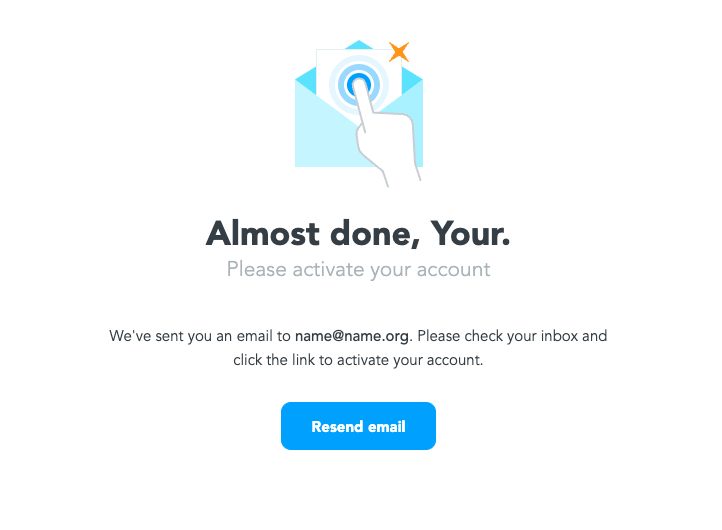 Almost done, Your.
Please activate your account
We've sent you an email to name@name.org. Please check your inbox and
click the link to activate your account.
Resend email